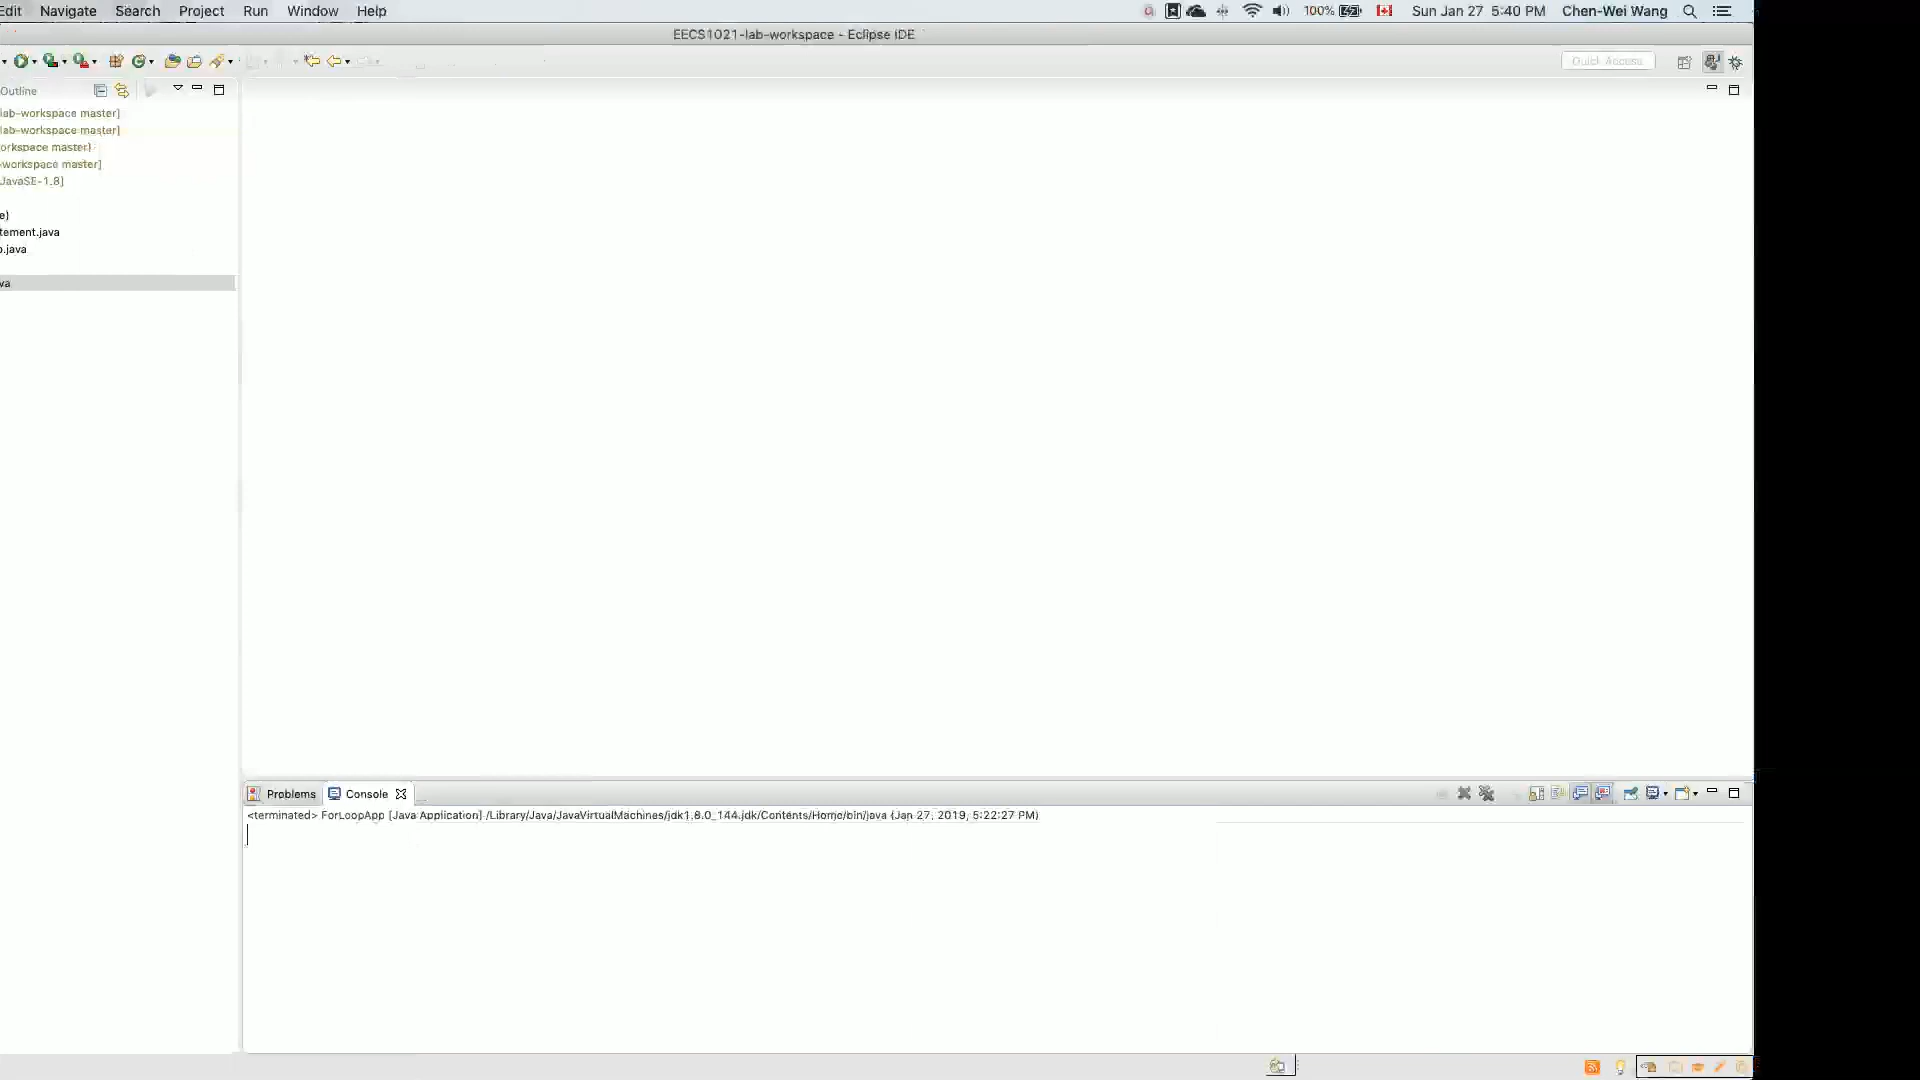 Edit Navigate Search Project Run Window Help 100% Sun Jan 27 5:40 PM Chen-Wei Wang
EECS1021-lab-workspace - Eclipse IDE
Quick Access
Outline
lab-workspace master]
lab-workspace master]
orkspace master]
-workspace master]
JavaSE-1.8]
e)
tement.java
p.java
va
Problems Console
<terminated> ForLoopApp [Java Application] /Library/Java/JavaVirtualMachines/jdk1.8.0_144.jdk/Contents/Home/bin/java (Jan 27, 2019, 5:22:27 PM)